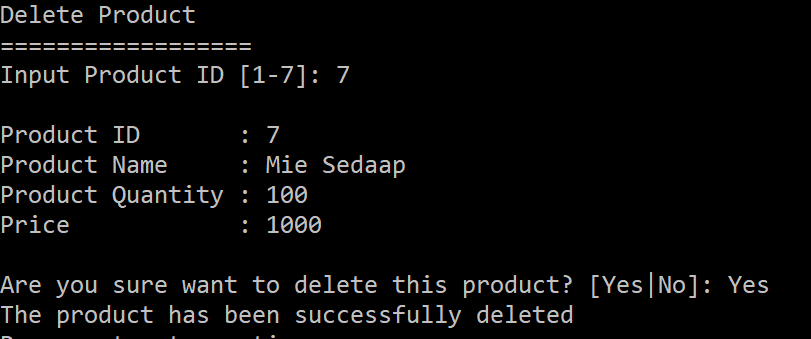 Delete Product
==================
Input Product ID [1-7]: 7
Product ID       : 7
Product Name     : Mie Sedaap
Product Quantity : 100
Price            : 1000
Are you sure want to delete this product? [Yes|No]: Yes
The product has been successfully deleted